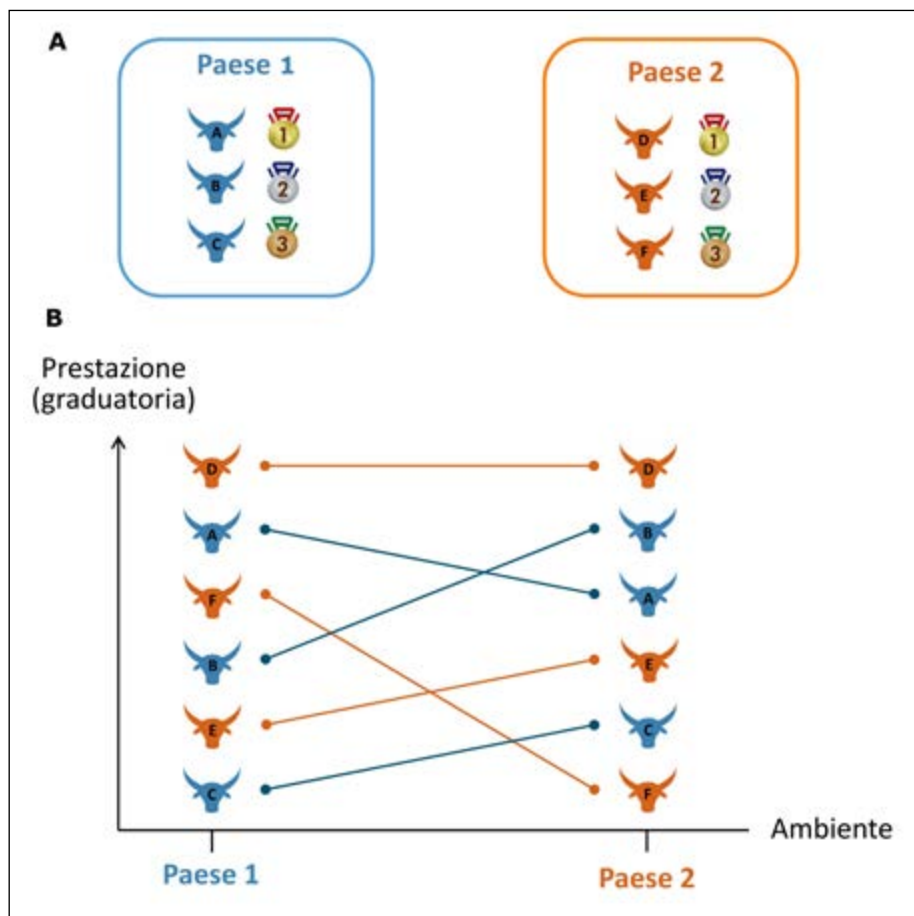 A
Paese 1
Paese 2
A 1
B 2
C 3
D 1
E 2
F 3
B
Prestazione
(graduatoria)
D
A
F
B
E
C
D
B
A
E
C
F
Ambiente
Paese 1
Paese 2